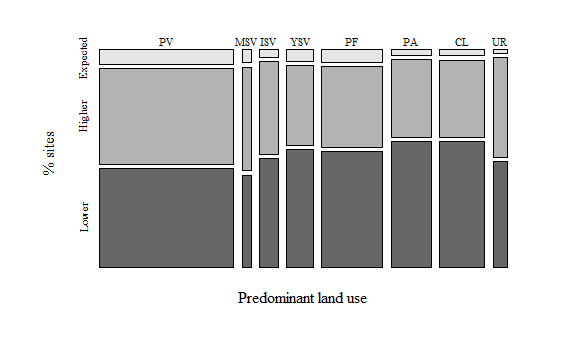 PV MSV ISV YSV PF PA CL UR
Expected
Higher
Lower
% sites
Predominant land use